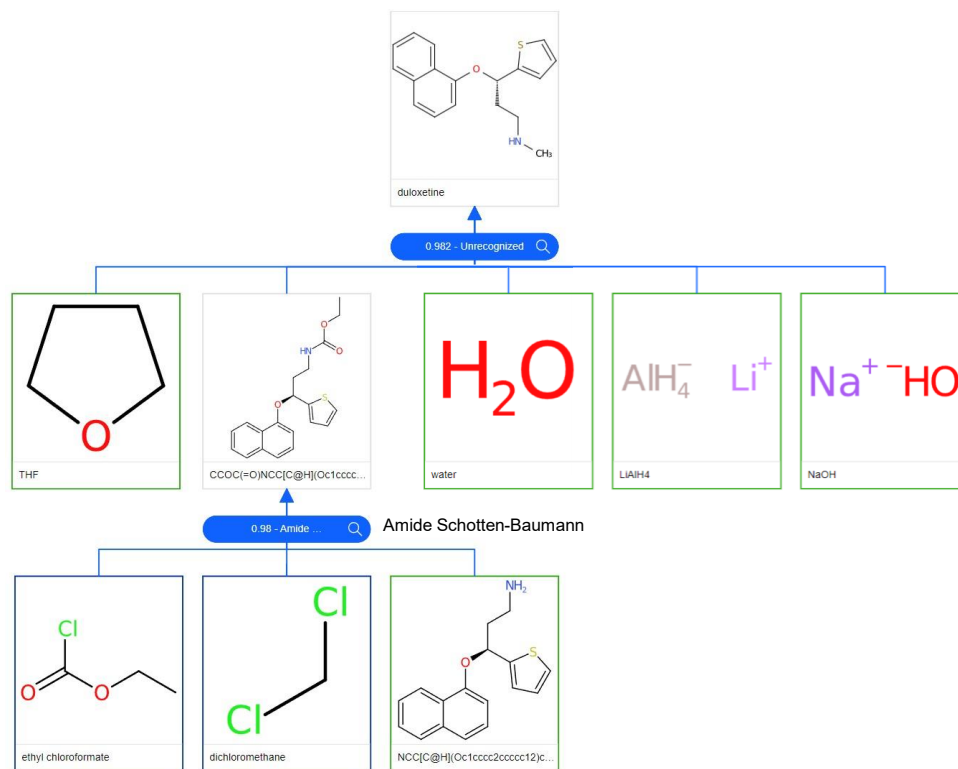 S
O
HN
CH₃
duloxetine
0.982 - Unrecognized
O
THF
O
O
HN
O
S
CCOC(=O)NCC[C@H](Oc1cccc...
H₂O
water
AlH₄⁻ Li⁺
LiAlH4
Na⁺ ⁻HO
NaOH
0.98 - Amide ...
Amide Schotten-Baumann
Cl
O
O
ethyl chloroformate
Cl
Cl
dichloromethane
NH₂
O
S
NCC[C@H](Oc1cccc2ccccc12)c...